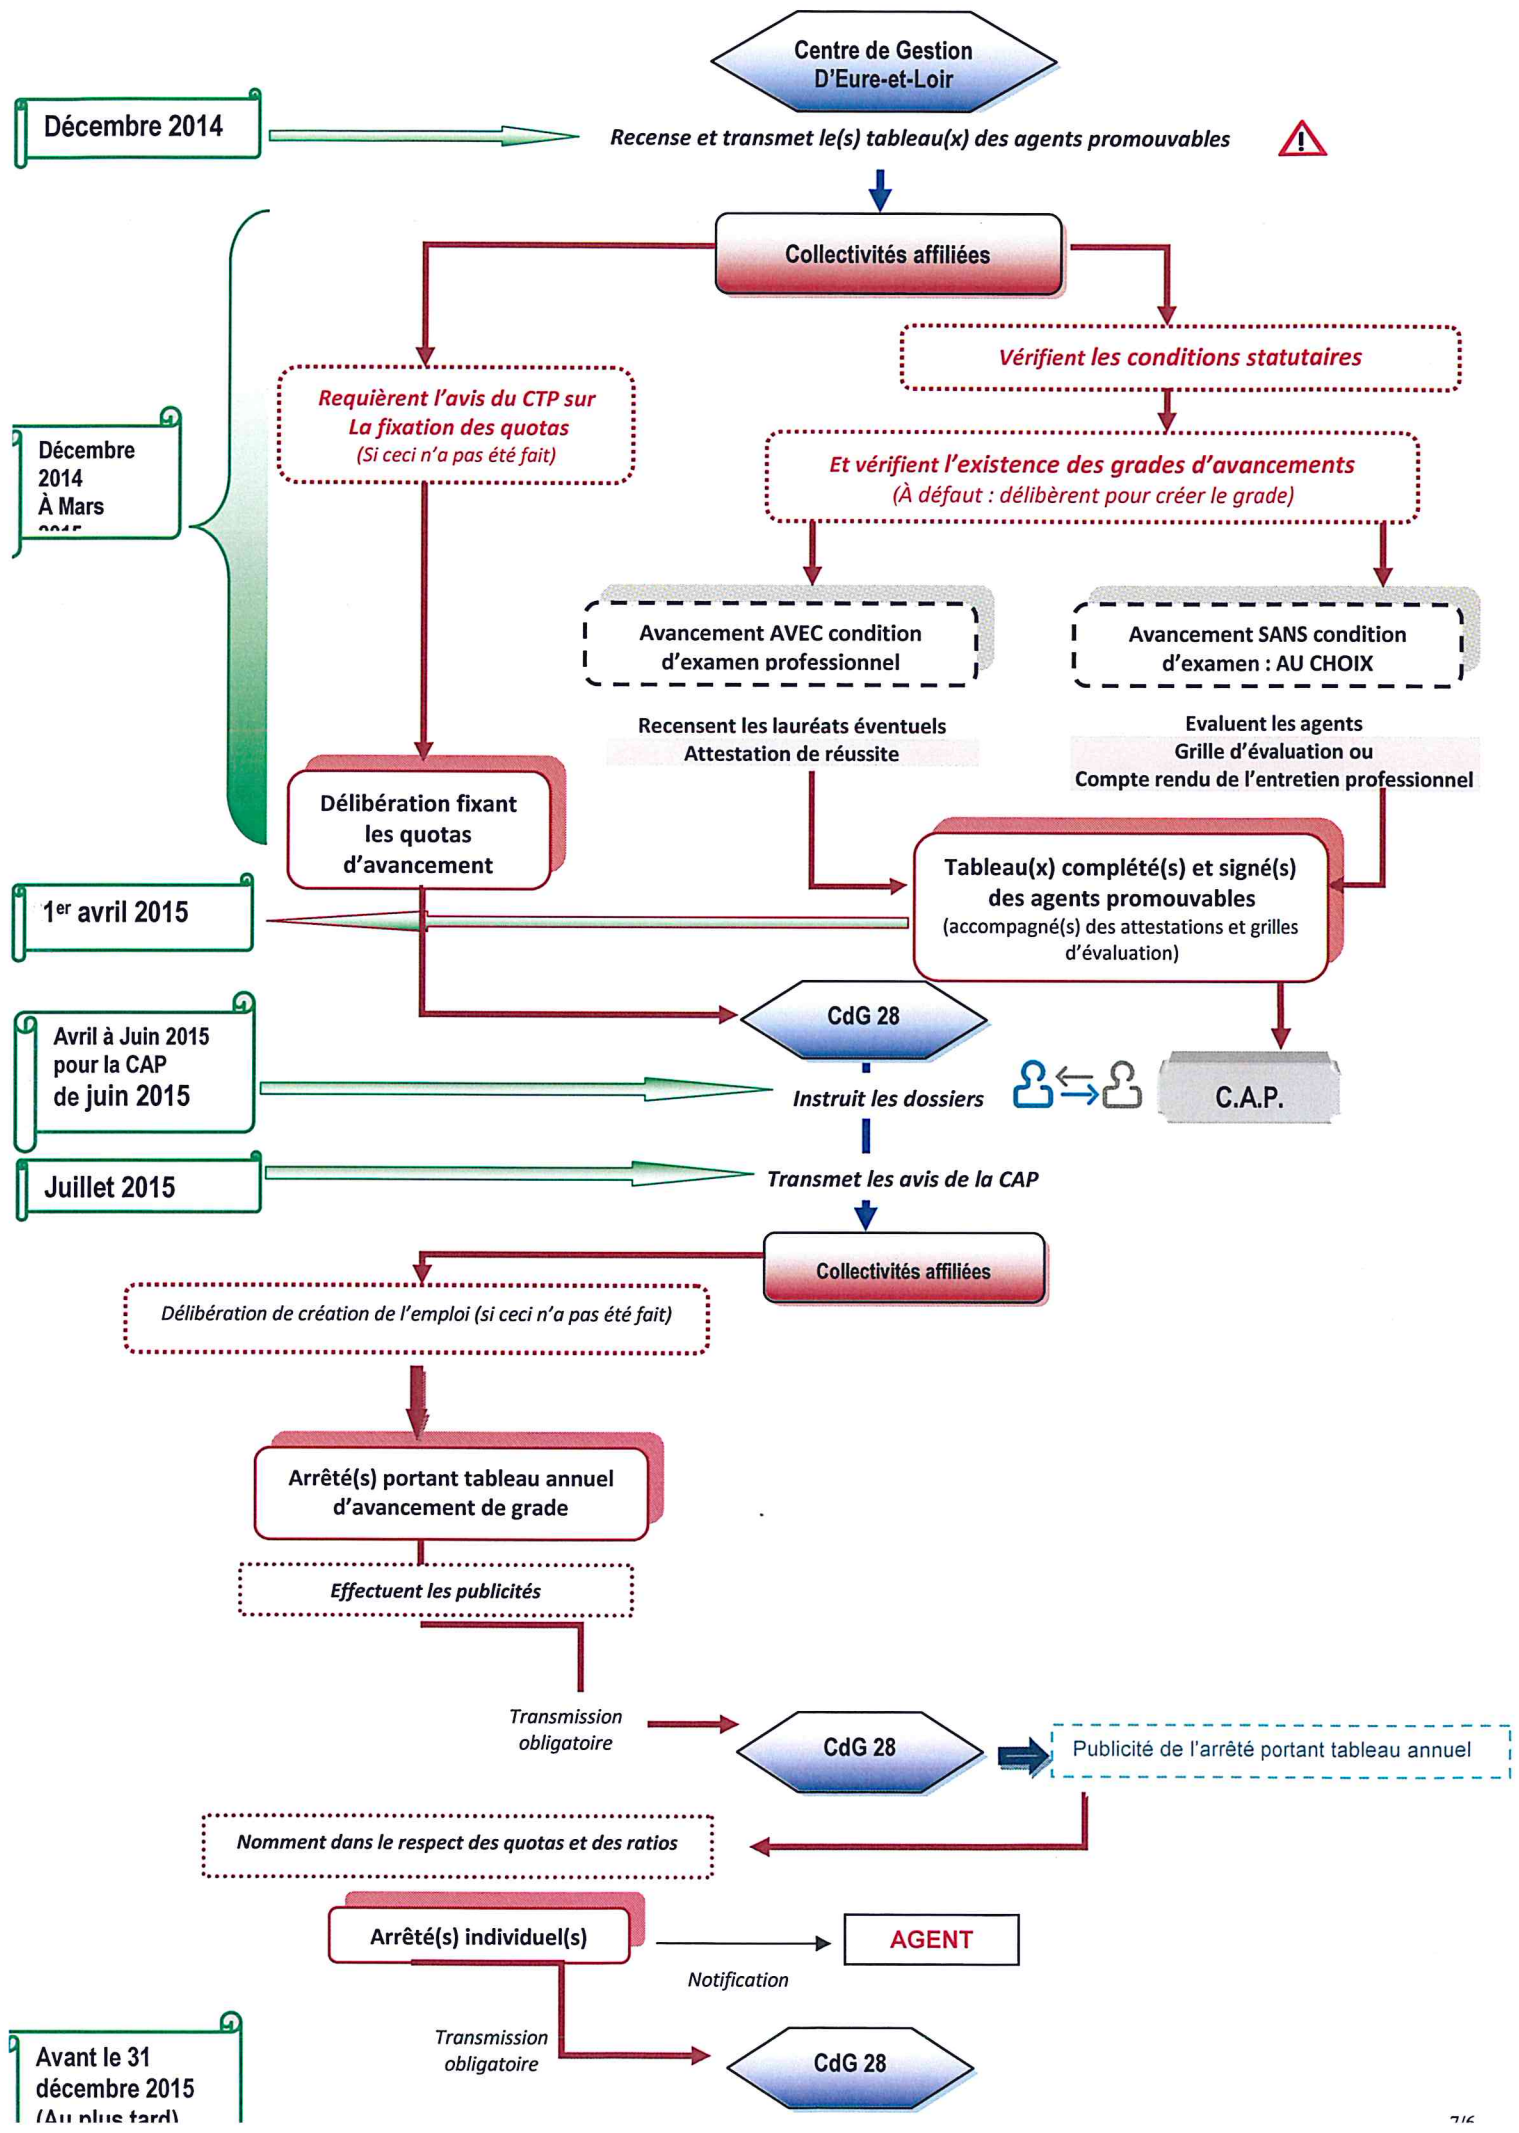 Centre de Gestion
D'Eure-et-Loir
Décembre 2014
Recense et transmet le(s) tableau(x) des agents promouvables
Collectivités affiliées
Vérifient les conditions statutaires
Requièrent l'avis du CTP sur
La fixation des quotas
(Si ceci n'a pas été fait)
Décembre
2014
À Mars
2015
Et vérifient l'existence des grades d'avancements
(À défaut : délibèrent pour créer le grade)
Avancement AVEC condition
d'examen professionnel
Avancement SANS condition
d'examen : AU CHOIX
Recensent les lauréats éventuels
Attestation de réussite
Evaluent les agents
Grille d'évaluation ou
Compte rendu de l'entretien professionnel
Délibération fixant
les quotas
d'avancement
Tableau(x) complété(s) et signé(s)
des agents promouvables
(accompagné(s) des attestations et grilles
d'évaluation)
1er avril 2015
CdG 28
Avril à Juin 2015
pour la CAP
de juin 2015
Instruit les dossiers
C.A.P.
Juillet 2015
Transmet les avis de la CAP
Collectivités affiliées
Délibération de création de l'emploi (si ceci n'a pas été fait)
Arrêté(s) portant tableau annuel
d'avancement de grade
Effectuent les publicités
Transmission
obligatoire
CdG 28
Publicité de l'arrêté portant tableau annuel
Nomment dans le respect des quotas et des ratios
Arrêté(s) individuel(s)
AGENT
Notification
Transmission
obligatoire
CdG 28
Avant le 31
décembre 2015
(Au plus tard)
7/6